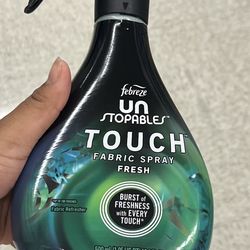 febreze
UN
STOPABLES
TOUCH
FABRIC SPRAY
FRESH
BURST OF
FRESHNESS
with EVERY
TOUCH*
Fabric Refresher